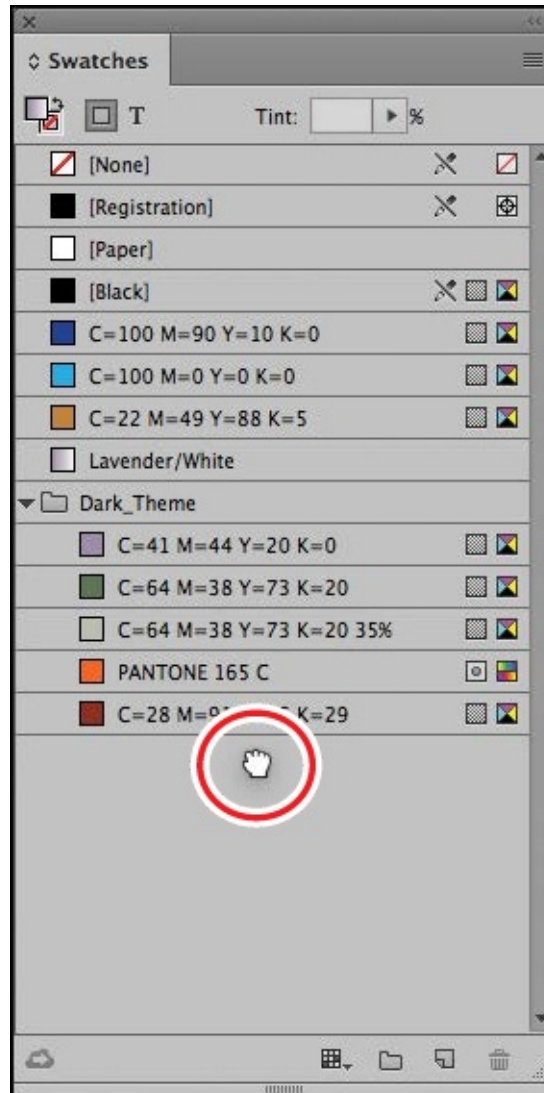 Swatches
T Tint: %
[None]
[Registration]
[Paper]
[Black]
C=100 M=90 Y=10 K=0
C=100 M=0 Y=0 K=0
C=22 M=49 Y=88 K=5
Lavender/White
Dark_Theme
C=41 M=44 Y=20 K=0
C=64 M=38 Y=73 K=20
C=64 M=38 Y=73 K=20 35%
PANTONE 165 C
C=28 K=29